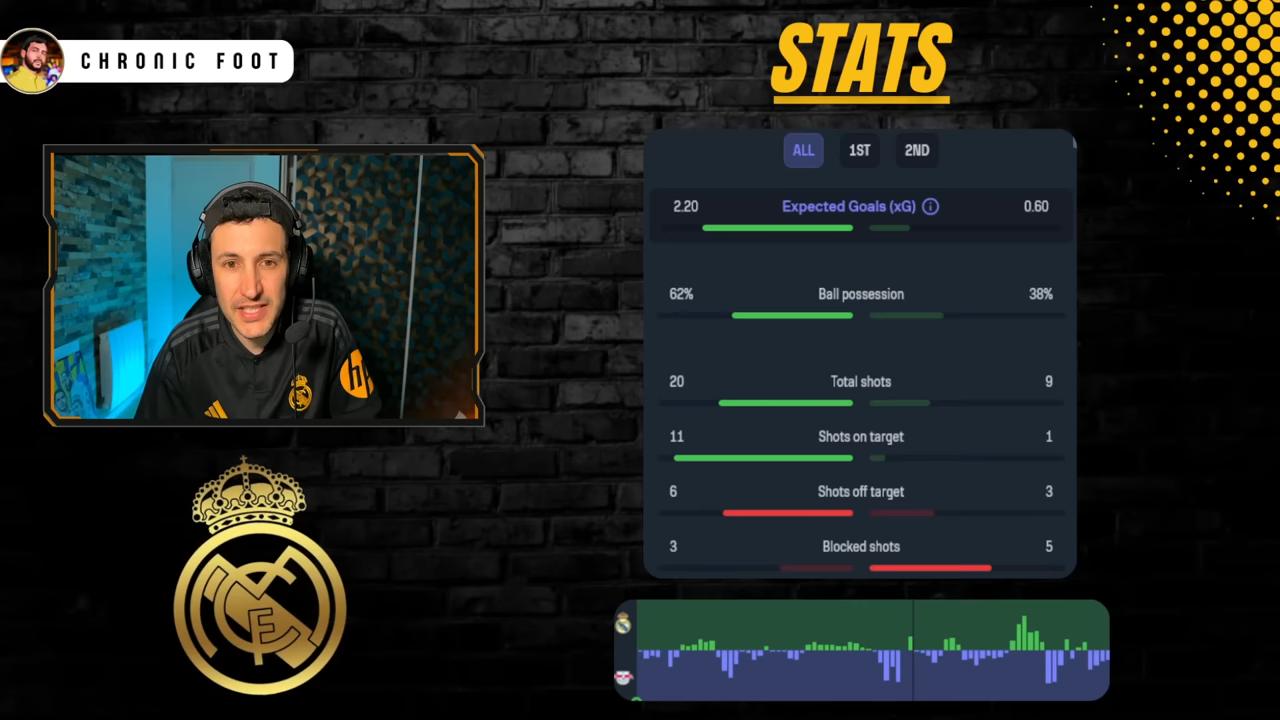 CHRONIC FOOT
STATS
ALL 1ST 2ND
2.20 Expected Goals (xG) 0.60
62% Ball possession 38%
20 Total shots 9
11 Shots on target 1
6 Shots off target 3
3 Blocked shots 5
hp